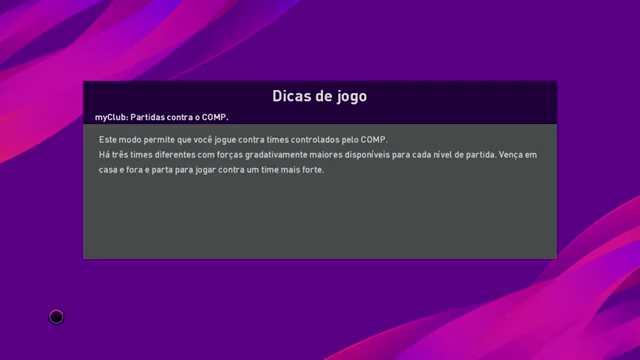 Dicas de jogo
myClub: Partidas contra o COMP.
Este modo permite que você jogue contra times controlados pelo COMP.
Há três times diferentes com forças gradativamente maiores disponíveis para cada nível de partida. Vença em
casa e fora e parta para jogar contra um time mais forte.